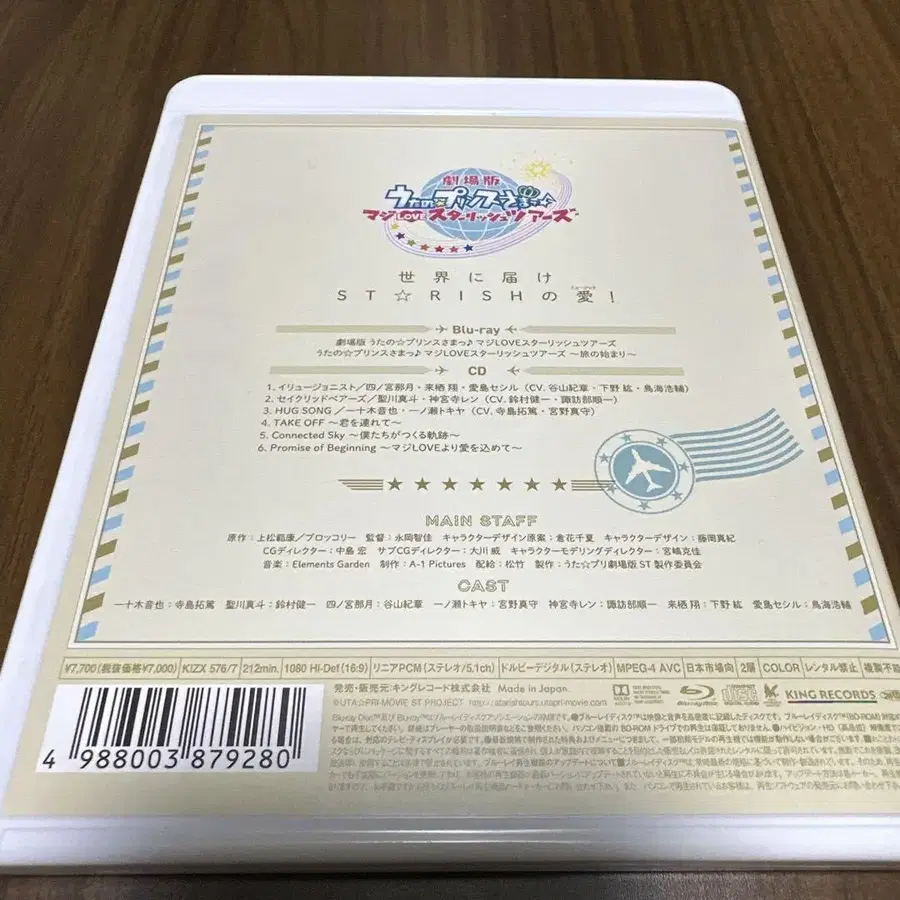 劇場版
うたの☆プリンスさまっ♪
マジLOVEスターリッシュツアーズ
世界に届け
ミュージック
ST☆RISHの愛!
Blu-ray
劇場版 うたの☆プリンスさまっ♪ マジLOVEスターリッシュツアーズ
うたの☆プリンスさまっ♪ マジLOVEスターリッシュツアーズ ~旅の始まり~
CD
1. イリュージョニスト/四ノ宮那月・来栖 翔・愛島セシル (CV. 谷山紀章・下野 紘・鳥海浩輔)
2. セイクリッドペアーズ/聖川真斗・神宮寺レン (CV. 鈴村健一・諏訪部順一)
3. HUG SONG /一十木音也・一ノ瀬トキヤ (CV. 寺島拓篤・宮野真守)
4. TAKE OFF ~君を連れて~
5. Connected Sky ~僕たちがつくる軌跡~
6. Promise of Beginning ~マジLOVEより愛を込めて~
MAIN STAFF
原作:上松範康/ブロッコリー 監督:永岡智佳 キャラクターデザイン原案:倉花千夏 キャラクターデザイン:藤岡真紀
CGディレクター:中島 宏 サブCGディレクター:大川 威 キャラクターモデリングディレクター:宮嶋克佳
音楽:Elements Garden 制作:A-1 Pictures 配給:松竹 製作:うた☆プリ劇場版 ST 製作委員会
CAST
一十木音也:寺島拓篤 聖川真斗:鈴村健一 四ノ宮那月:谷山紀章 一ノ瀬トキヤ:宮野真守 神宮寺レン:諏訪部順一 来栖 翔:下野 紘 愛島セシル:鳥海浩輔
¥7,700(税抜価格¥7,000) KIZX 576/7 212min. 1080 Hi-Def (16:9) リニアPCM (ステレオ/5.1ch) ドルビーデジタル (ステレオ) MPEG-4 AVC 日本市場向 2層 COLOR レンタル禁止 複製不能
発売・販売元:キングレコード株式会社 Made in Japan.
©UTA☆PRI-MOVIE ST PROJECT http://starishtours.utapri-movie.com
KING RECORDS
4 988003 879280